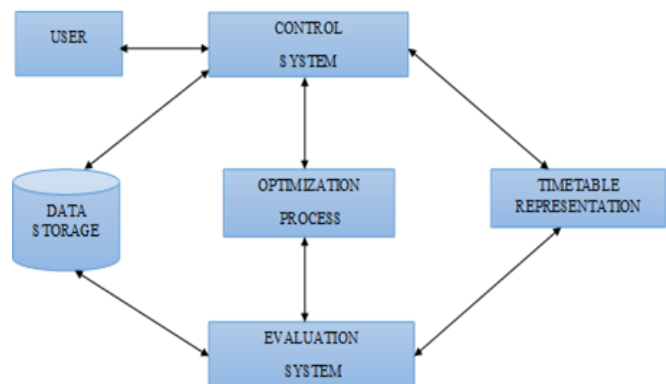 USER
CONTROL
SYSTEM
DATA
STORAGE
OPTIMIZATION
PROCESS
TIMETABLE
REPRESENTATION
EVALUATION
SYSTEM